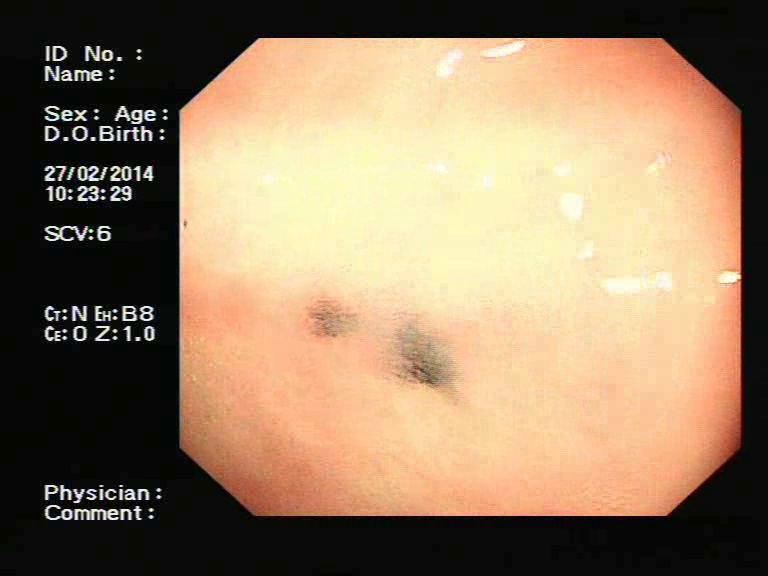 ID No. :
Name:
Sex: Age:
D.O.Birth:
27/02/2014
10:23:29
SCV:6
CT:N EH:B8
CE:0 Z:1.0
Physician:
Comment: